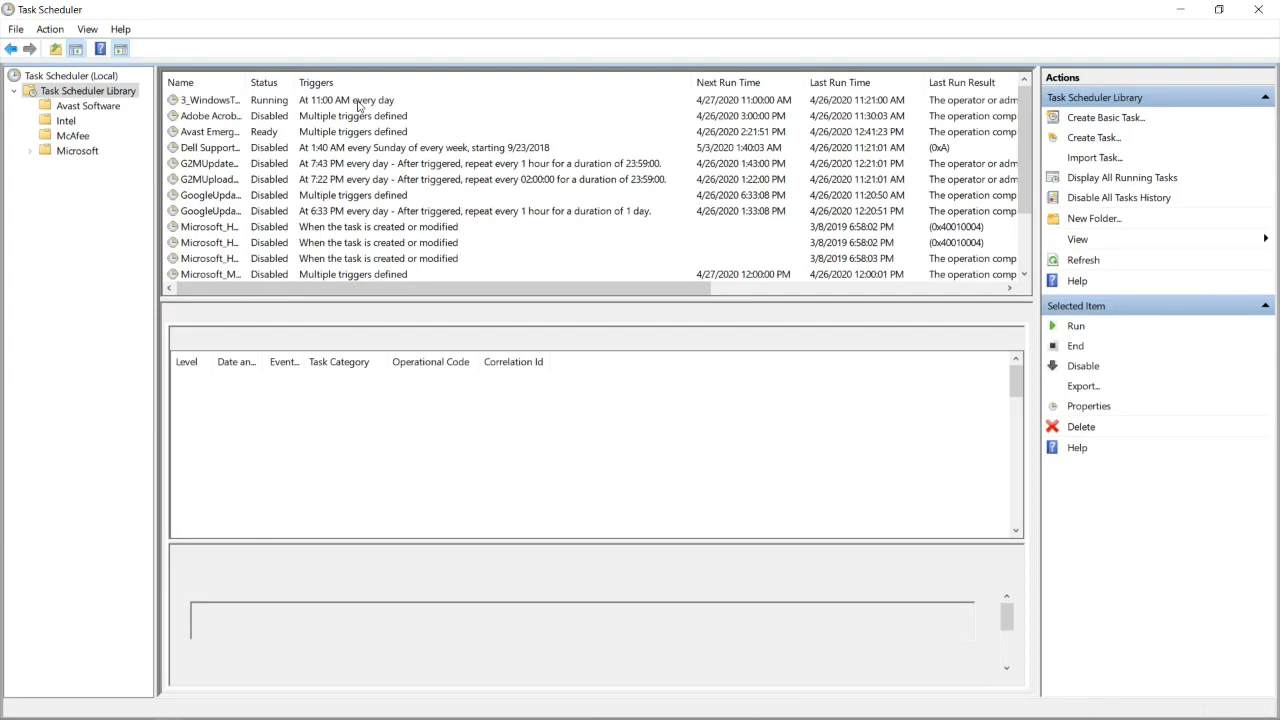 Task Scheduler
File Action View Help
Task Scheduler (Local)
Task Scheduler Library
Avast Software
Intel
McAfee
Microsoft
Name Status Triggers Next Run Time Last Run Time Last Run Result
3_WindowsT... Running At 11:00 AM every day 4/27/2020 11:00:00 AM 4/26/2020 11:21:00 AM The operator or adm
Adobe Acrob... Disabled Multiple triggers defined 4/26/2020 3:00:00 PM 4/26/2020 11:30:03 AM The operation comp
Avast Emerg... Ready Multiple triggers defined 4/26/2020 2:21:51 PM 4/26/2020 12:41:23 PM The operation comp
Dell Support... Disabled At 1:40 AM every Sunday of every week, starting 9/23/2018 5/3/2020 1:40:03 AM 4/26/2020 11:21:01 AM (0xA)
G2MUpdate... Disabled At 7:43 PM every day - After triggered, repeat every 1 hour for a duration of 23:59:00. 4/26/2020 1:43:00 PM 4/26/2020 12:21:01 PM The operator or adm
G2MUpload... Disabled At 7:22 PM every day - After triggered, repeat every 02:00:00 for a duration of 23:59:00. 4/26/2020 1:22:00 PM 4/26/2020 11:21:01 AM The operation comp
GoogleUpda... Disabled Multiple triggers defined 4/26/2020 6:33:08 PM 4/26/2020 11:20:50 AM The operation comp
GoogleUpda... Disabled At 6:33 PM every day - After triggered, repeat every 1 hour for a duration of 1 day. 4/26/2020 1:33:08 PM 4/26/2020 12:20:51 PM The operation comp
Microsoft_H... Disabled When the task is created or modified 3/8/2019 6:58:02 PM (0x40010004)
Microsoft_H... Disabled When the task is created or modified 3/8/2019 6:58:02 PM (0x40010004)
Microsoft_H... Disabled When the task is created or modified 3/8/2019 6:58:03 PM The operation comp
Microsoft_M... Disabled Multiple triggers defined 4/27/2020 12:00:00 PM 4/26/2020 12:00:01 PM The operation comp
Level Date an... Event... Task Category Operational Code Correlation Id
Actions
Task Scheduler Library
Create Basic Task...
Create Task...
Import Task...
Display All Running Tasks
Disable All Tasks History
New Folder...
View
Refresh
Help
Selected Item
Run
End
Disable
Export...
Properties
Delete
Help